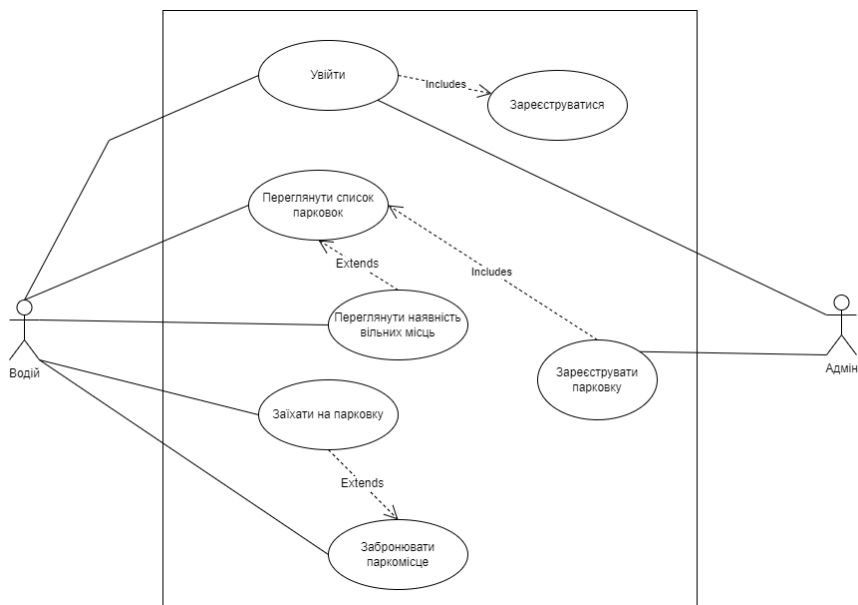 Увійти
Includes
Зареєструватися
Переглянути список
парковок
Extends
Includes
Переглянути наявність
вільних місць
Водій
Зареєструвати
парковку
Адмін
Заїхати на парковку
Extends
Забронювати
паркомісце